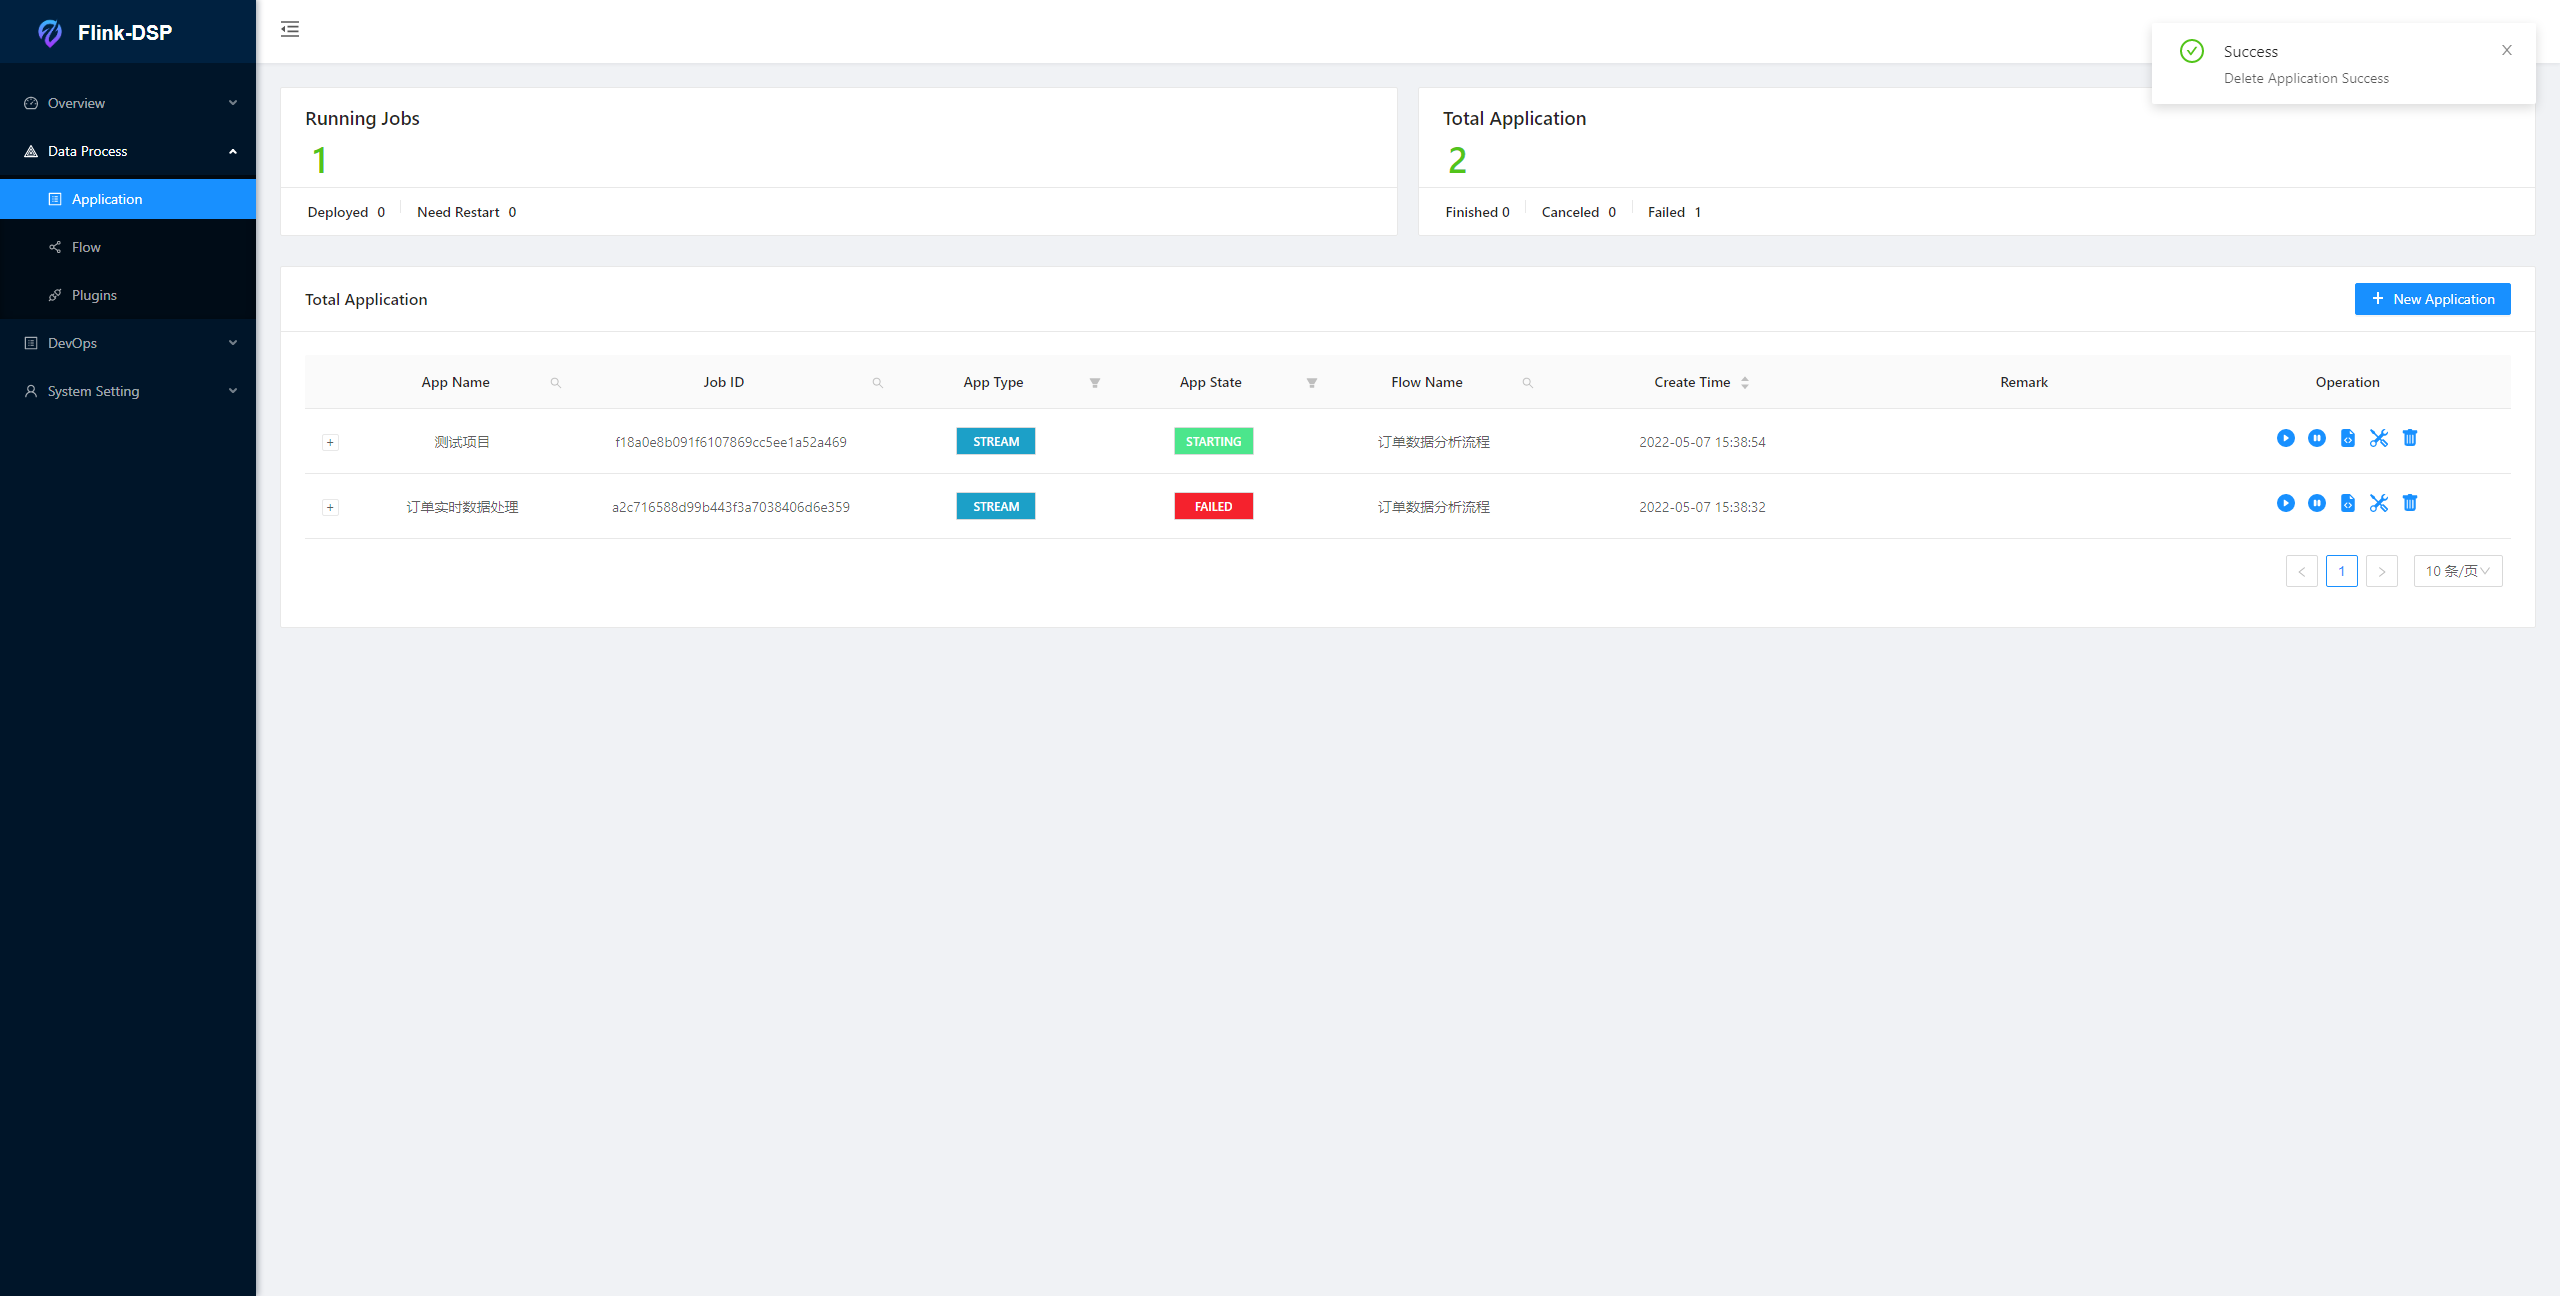 Flink-DSP
Overview
Data Process
Application
Flow
Plugins
DevOps
System Setting
Success
Delete Application Success
Running Jobs
1
Deployed 0 Need Restart 0
Total Application
2
Finished 0 Canceled 0 Failed 1
Total Application
New Application
App Name Job ID App Type App State Flow Name Create Time Remark Operation
测试项目 f18a0e8b091f6107869cc5ee1a52a469 STREAM STARTING 订单数据分析流程 2022-05-07 15:38:54
订单实时数据处理 a2c716588d99b443f3a7038406d6e359 STREAM FAILED 订单数据分析流程 2022-05-07 15:38:32
1 10 条/页